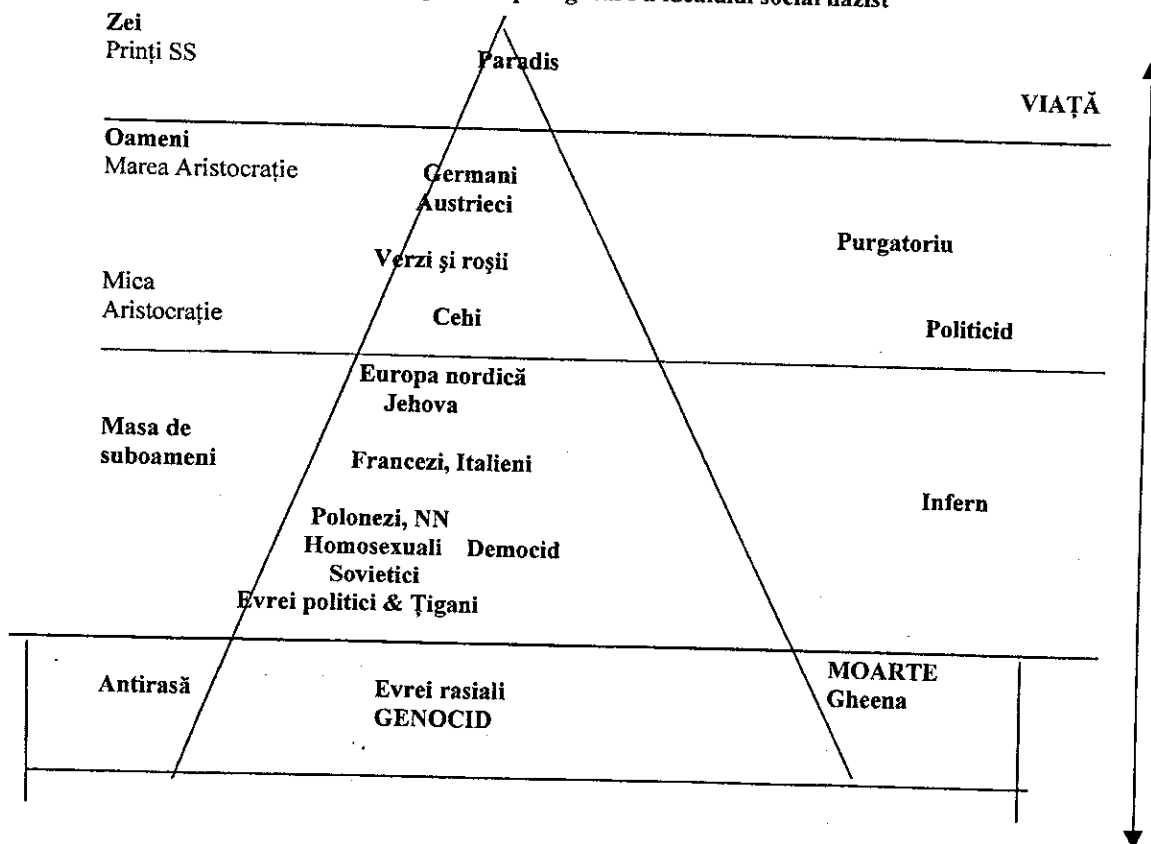 idealului social nazist
Zei
Prinți SS
Paradis
VIAȚĂ
Oameni
Marea Aristocrație
Germani
Austrieci
Purgatoriu
Verzi şi roşii
Mica
Aristocrație
Cehi
Politicid
Europa nordică
Jehova
Masa de
suboameni
Francezi, Italieni
Infern
Polonezi, NN
Homosexuali Democid
Sovietici
Evrei politici & Țigani
Antirasă
Evrei rasiali
GENOCID
MOARTE
Gheena